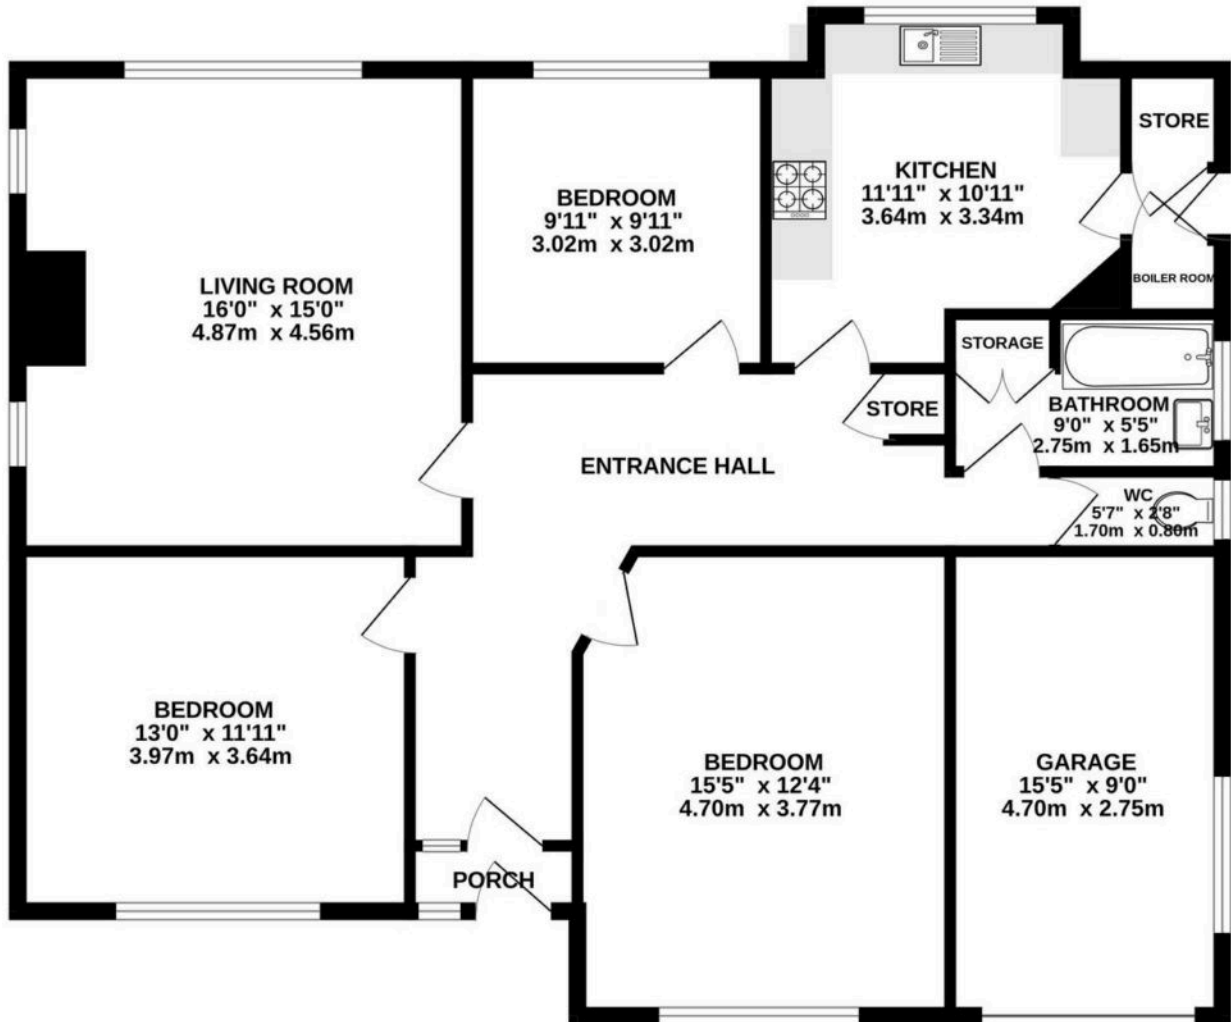 STORE
KITCHEN
11'11" x 10'11"
3.64m x 3.34m
BEDROOM
9'11" x 9'11"
3.02m x 3.02m
LIVING ROOM
16'0" x 15'0"
4.87m x 4.56m
BOILER ROOM
STORAGE
STORE
BATHROOM
9'0" x 5'5"
2.75m x 1.65m
ENTRANCE HALL
WC
5'7" x 2'8"
1.70m x 0.80m
BEDROOM
13'0" x 11'11"
3.97m x 3.64m
BEDROOM
15'5" x 12'4"
4.70m x 3.77m
GARAGE
15'5" x 9'0"
4.70m x 2.75m
PORCH